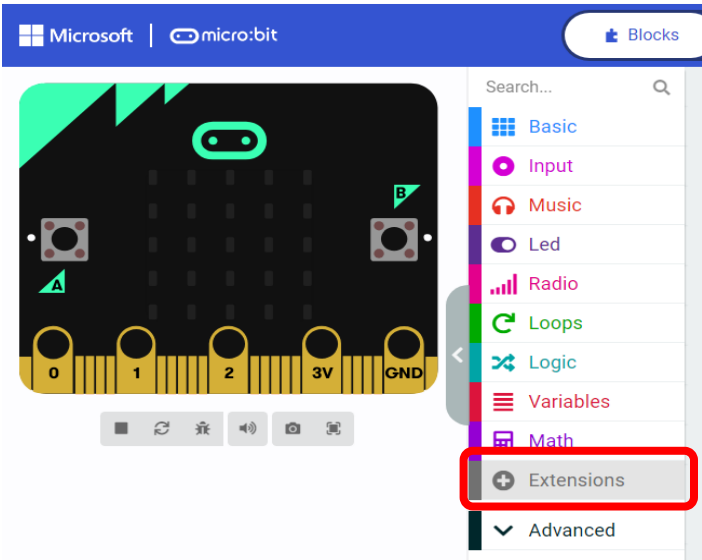 Microsoft | micro:bit
Blocks
Search...
Basic
Input
Music
Led
Radio
Loops
Logic
Variables
Math
Extensions
Advanced
B
A
0 1 2 3V GND